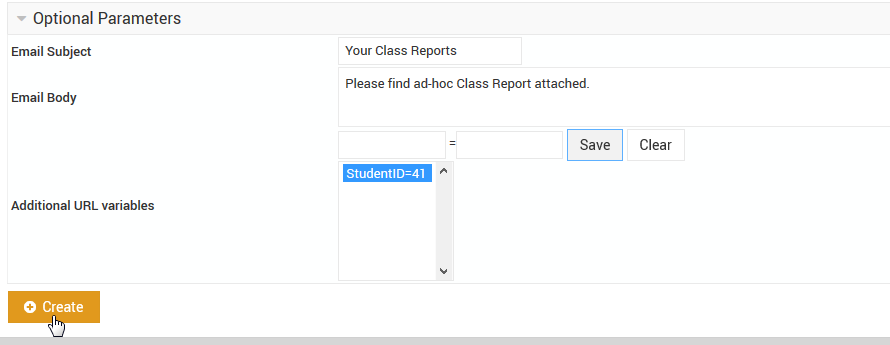 Optional Parameters
Email Subject Your Class Reports
Email Body Please find ad-hoc Class Report attached.
= Save Clear
StudentID=41
Additional URL variables
Create